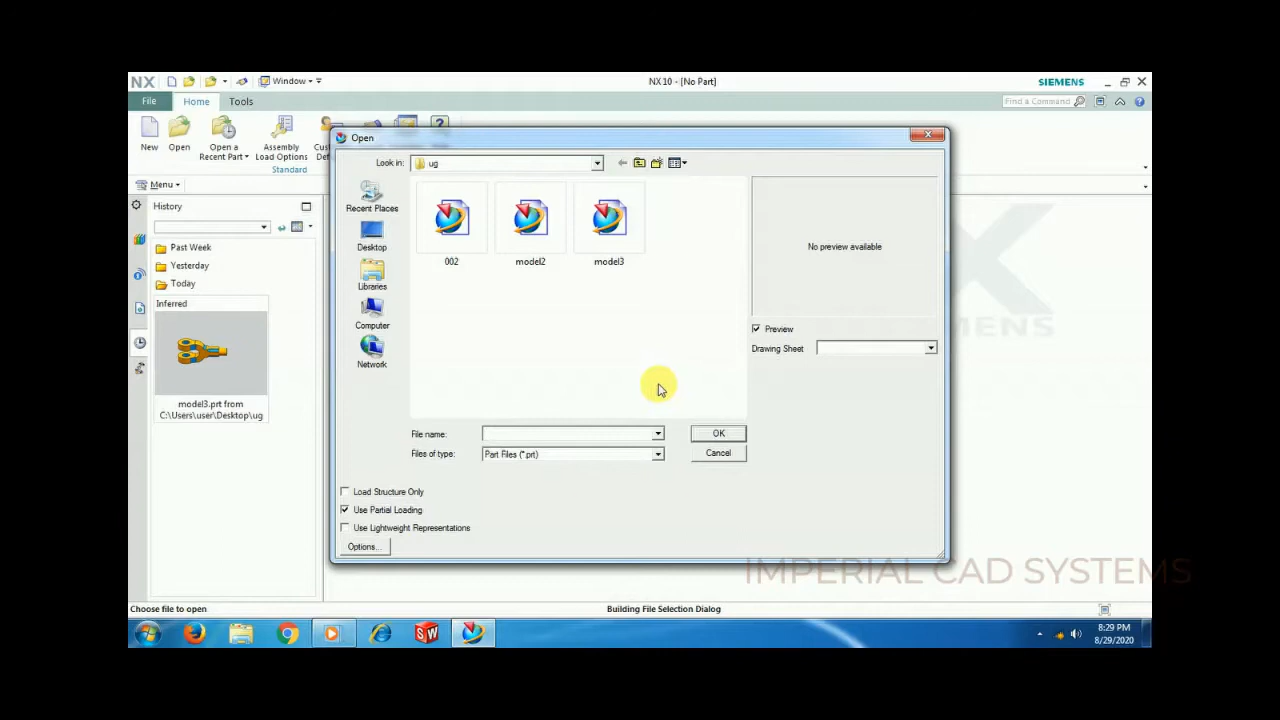 NX
Window
NX 10 - [No Part]
SIEMENS
File
Home
Tools
Find a Command
New
Open
Open a
Recent Part
Assembly
Load Options
Standard
Menu
History
Past Week
Yesterday
Today
Inferred
model3.prt from
C:\Users\user\Desktop\ug
Open
Look in:
ug
Recent Places
Desktop
Libraries
Computer
Network
002
model2
model3
No preview available
Preview
Drawing Sheet
File name:
OK
Files of type:
Part Files (*.prt)
Cancel
Load Structure Only
Use Partial Loading
Use Lightweight Representations
Options...
IMPERIAL CAD SYSTEMS
Choose file to open
Building File Selection Dialog
8:29 PM
8/29/2020